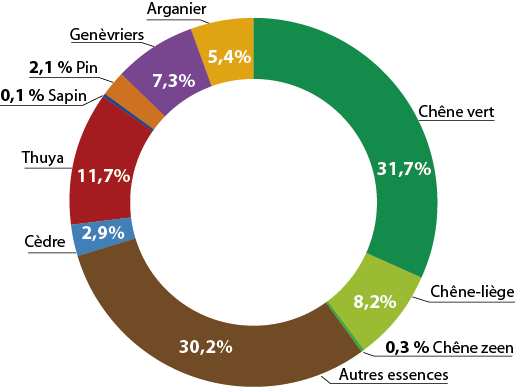 Arganier
5,4%
Genèvriers
7,3%
2,1 % Pin
0,1 % Sapin
Thuya
11,7%
Cèdre
2,9%
Chêne vert
31,7%
Chêne-liège
8,2%
0,3 % Chêne zeen
30,2%
Autres essences